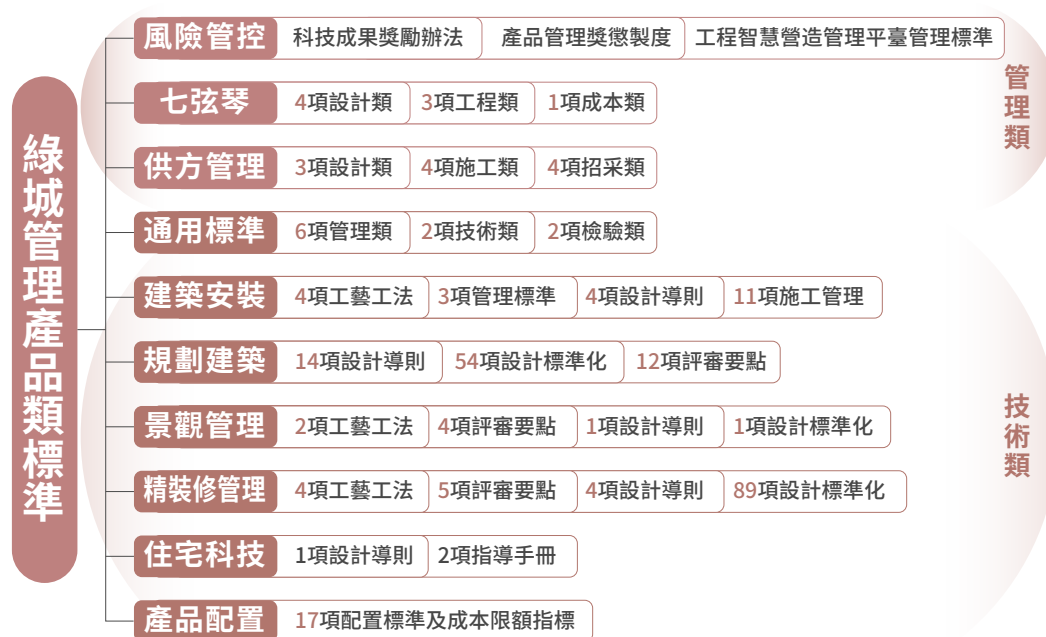 綠城管理產品類標準
風險管控 科技成果獎勵辦法 產品管理獎懲製度 工程智慧營造管理平臺管理標準
七弦琴 4項設計類 3項工程類 1項成本類
供方管理 3項設計類 4項施工類 4項招采類
管理類
通用標準 6項管理類 2項技術類 2項檢驗類
建築安裝 4項工藝工法 3項管理標準 4項設計導則 11項施工管理
規劃建築 14項設計導則 54項設計標準化 12項評審要點
景觀管理 2項工藝工法 4項評審要點 1項設計導則 1項設計標準化
精裝修管理 4項工藝工法 5項評審要點 4項設計導則 89項設計標準化
住宅科技 1項設計導則 2項指導手冊
產品配置 17項配置標準及成本限額指標
技術類